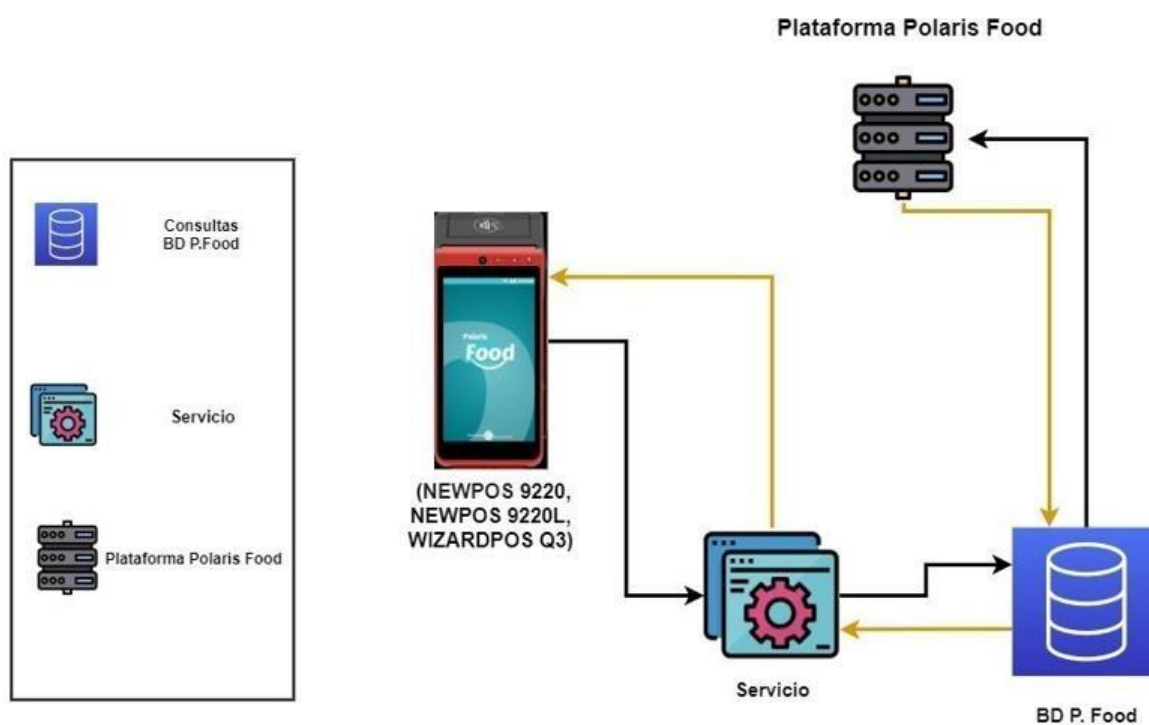 Plataforma Polaris Food
Consultas
BD P.Food
Servicio
Plataforma Polaris Food
Polaris
Food
(NEWPOS 9220,
NEWPOS 9220L,
WIZARDPOS Q3)
Servicio
BD P. Food